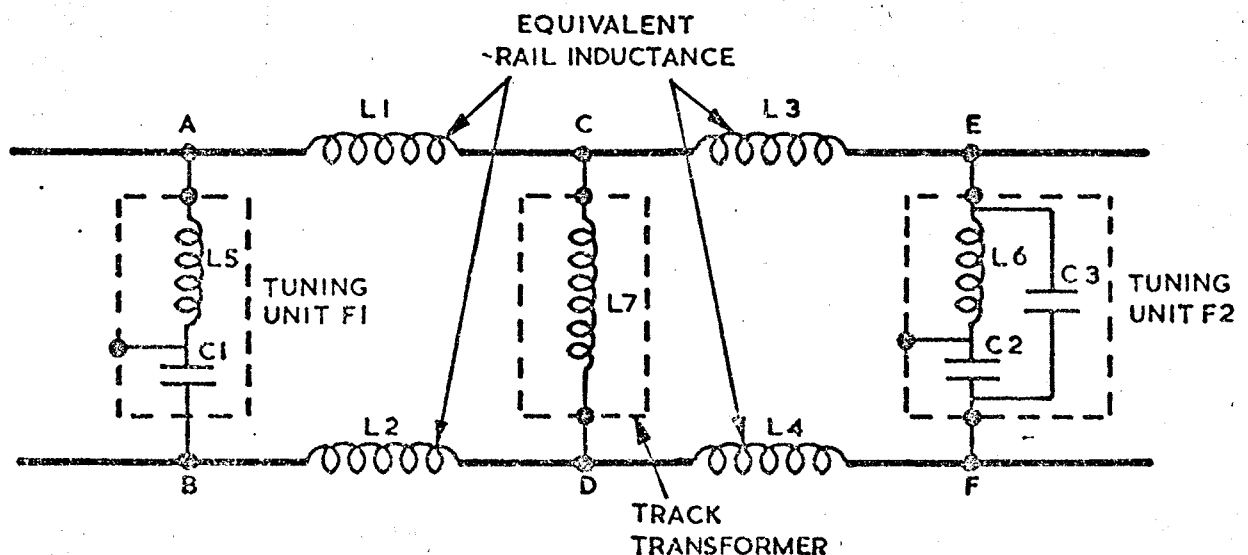 EQUIVALENT
RAIL INDUCTANCE
A
L1
C
L3
E
L5
TUNING
UNIT F1
C1
L7
L6
C3
TUNING
UNIT F2
C2
L2
L4
B
D
F
TRACK
TRANSFORMER